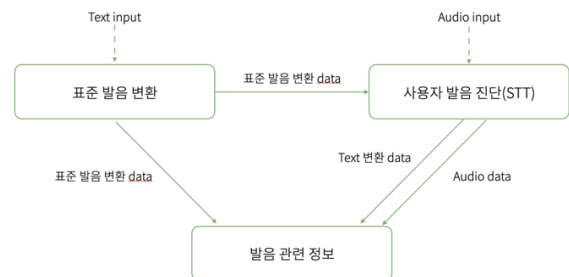 Text input
Audio input
표준 발음 변환
표준 발음 변환 data
사용자 발음 진단(STT)
표준 발음 변환 data
Text 변환 data
Audio data
발음 관련 정보